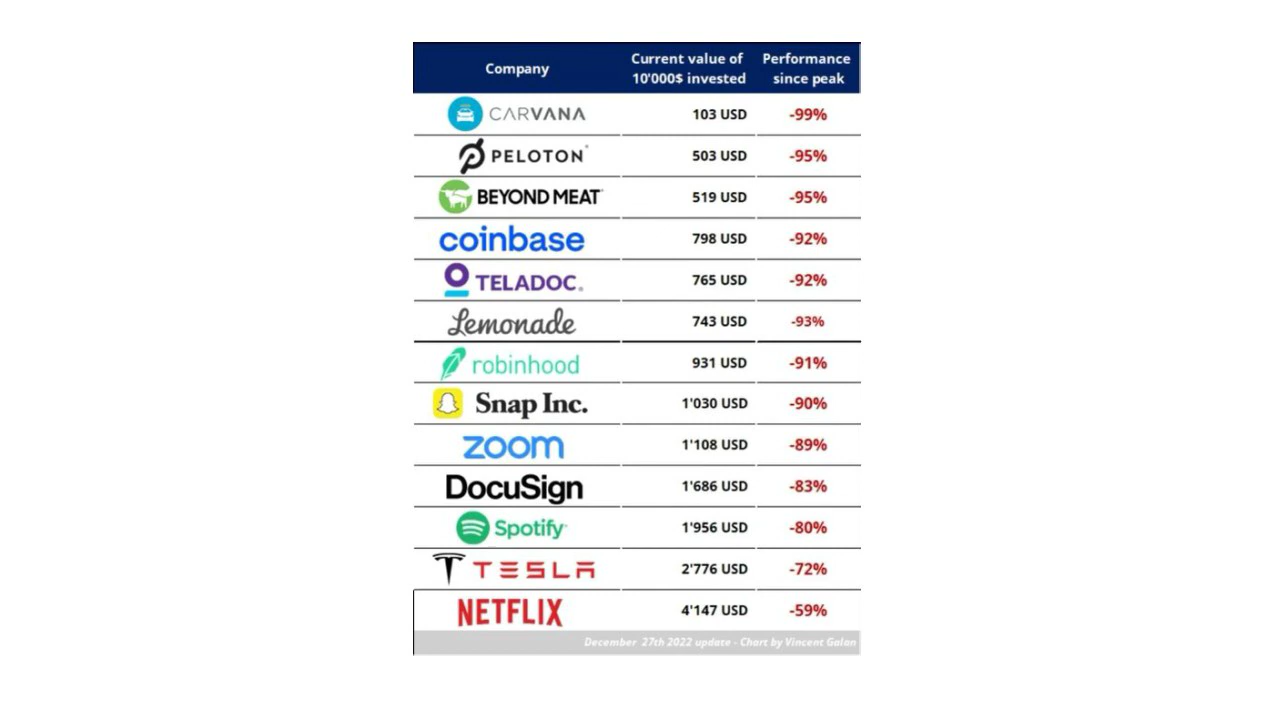 Company Current value of 10'000$ invested Performance since peak
CARVANA 103 USD -99%
PELOTON 503 USD -95%
BEYOND MEAT 519 USD -95%
coinbase 798 USD -92%
TELADOC 765 USD -92%
Lemonade 743 USD -93%
robinhood 931 USD -91%
Snap Inc. 1'030 USD -90%
zoom 1'108 USD -89%
DocuSign 1'686 USD -83%
Spotify 1'956 USD -80%
TESLA 2'776 USD -72%
NETFLIX 4'147 USD -59%
December 27th 2022 update - Chart by Vincent Galan